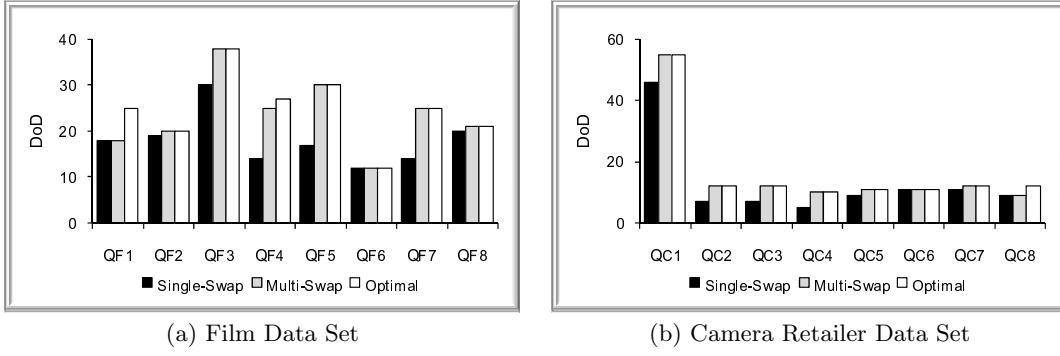 40
30
20
10
0
DoD
QF1 QF2 QF3 QF4 QF5 QF6 QF7 QF8
Single-Swap Multi-Swap Optimal
(a) Film Data Set
60
40
20
0
DoD
QC1 QC2 QC3 QC4 QC5 QC6 QC7 QC8
Single-Swap Multi-Swap Optimal
(b) Camera Retailer Data Set